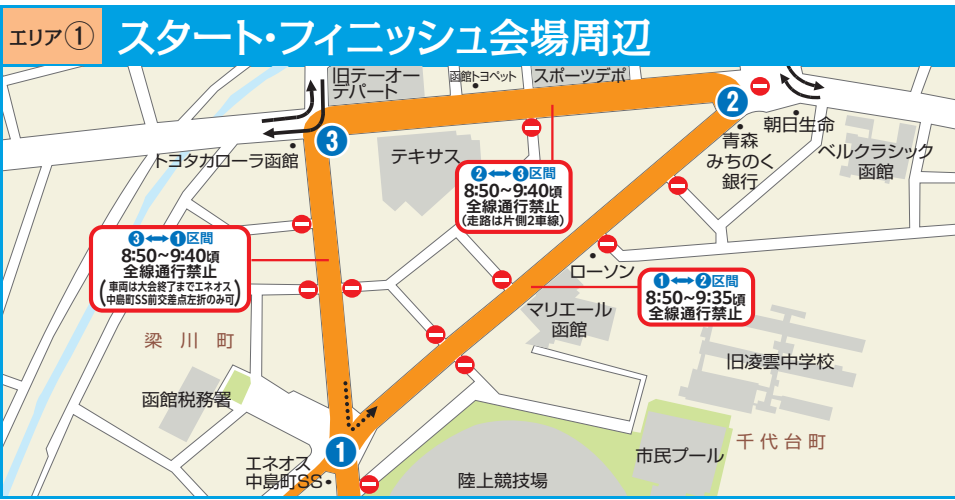 エリア①
スタート・フィニッシュ会場周辺
旧テーオー
デパート
函館トヨペット
スポーツデポ
2
3
トヨタカローラ函館
テキサス
青森
みちのく
銀行
朝日生命
ベルクラシック
函館
2⟷3区間
8:50~9:40頃
全線通行禁止
(走路は片側2車線)
3⟷1区間
8:50~9:40頃
全線通行禁止
(車両は大会終了までエネオス
中島町SS前交差点左折のみ可)
ローソン
1⟷2区間
8:50~9:35頃
全線通行禁止
マリエール
函館
梁川町
旧凌雲中学校
函館税務署
千代台町
1
エネオス
中島町SS
市民プール
陸上競技場